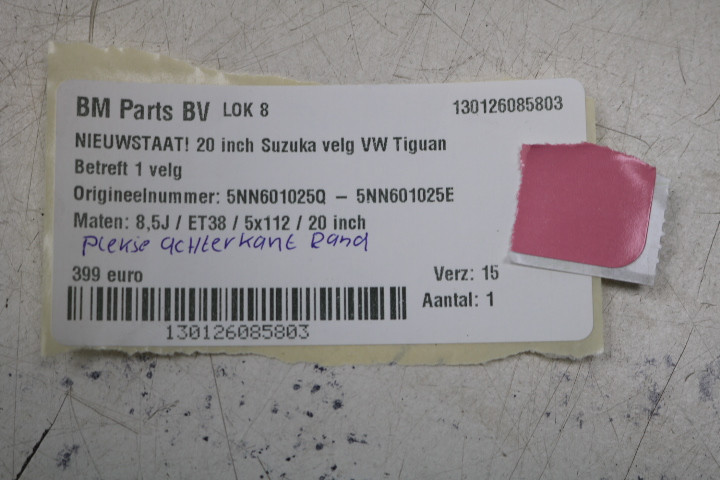 BM Parts BV LOK 8 130126085803
NIEUWSTAAT! 20 inch Suzuka velg VW Tiguan
Betreft 1 velg
Origineelnummer: 5NN601025Q – 5NN601025E
Maten: 8,5J / ET38 / 5x112 / 20 inch
plekje achterkant Rand
399 euro Verz: 15
Aantal: 1
130126085803